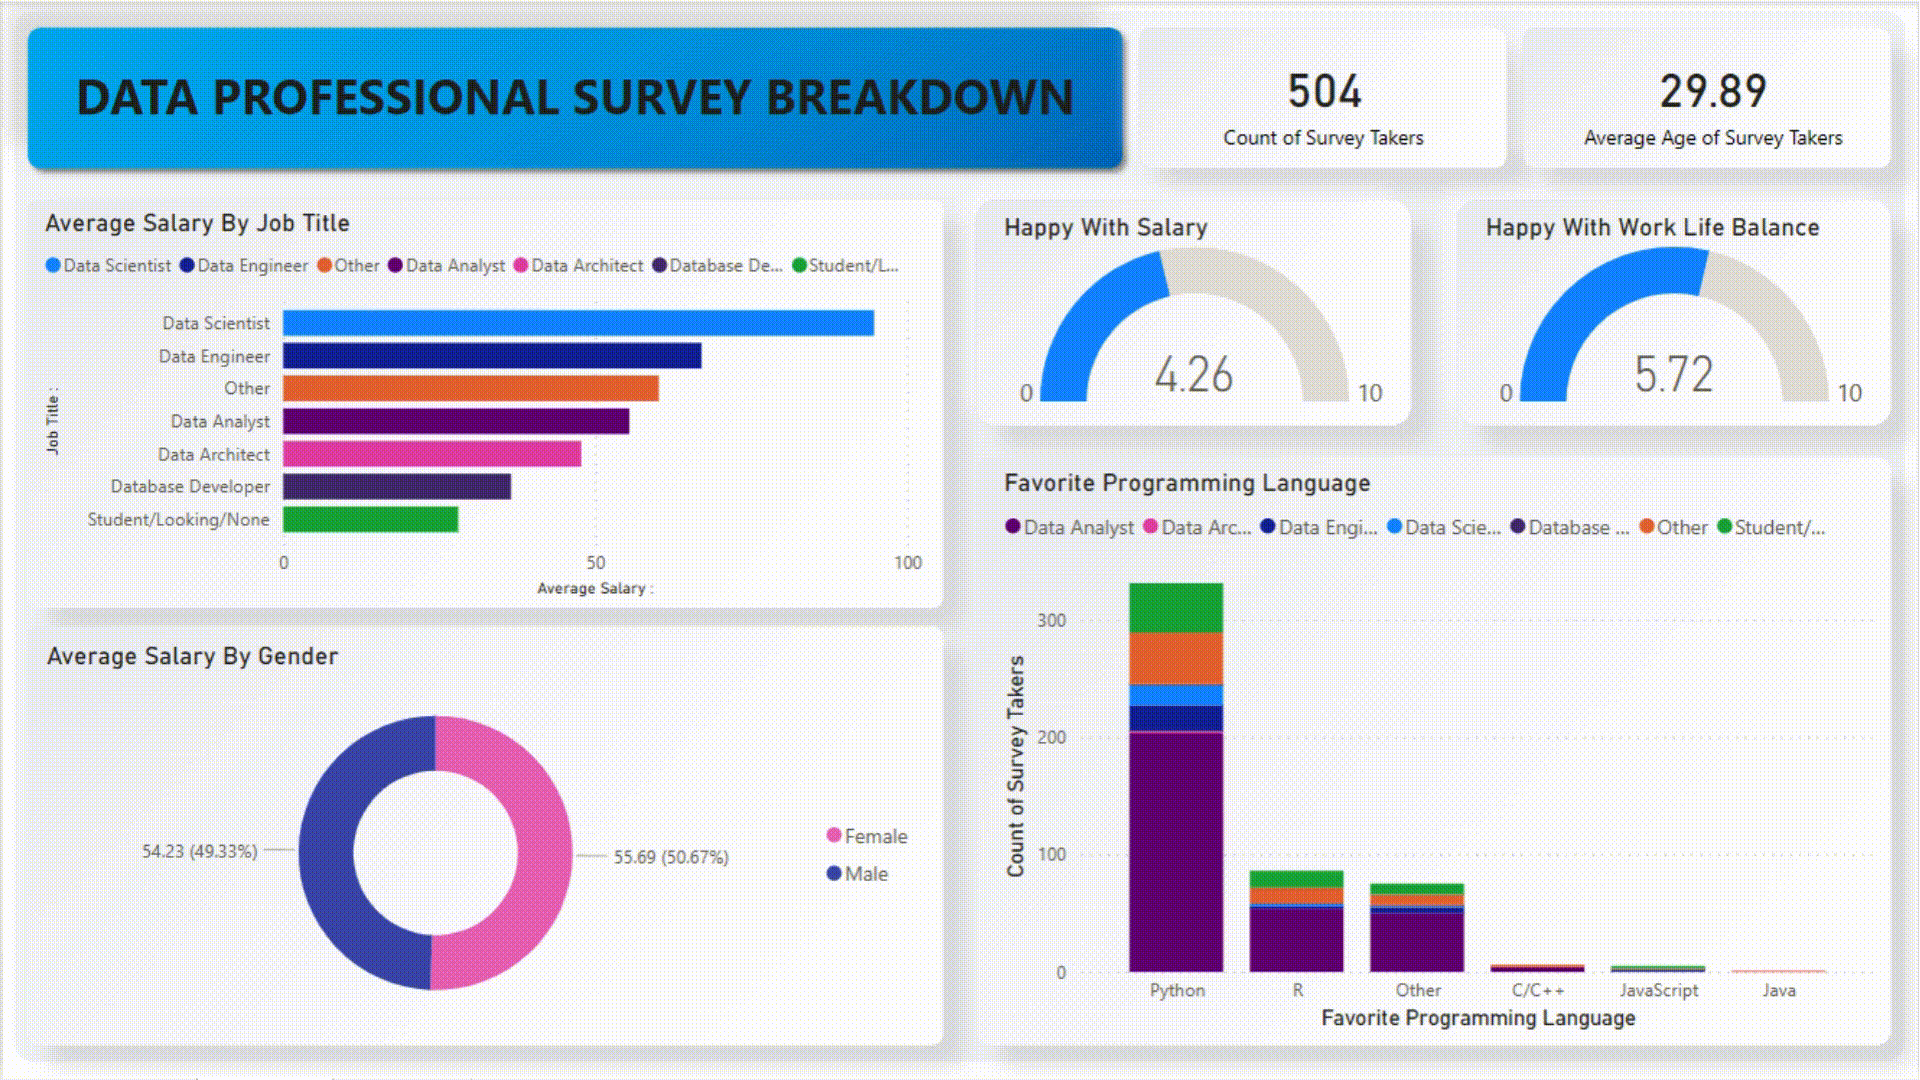 DATA PROFESSIONAL SURVEY BREAKDOWN
504
Count of Survey Takers
29.89
Average Age of Survey Takers
Average Salary By Job Title
Data Scientist Data Engineer Other Data Analyst Data Architect Database De... Student/L...
Job Title :
Data Scientist
Data Engineer
Other
Data Analyst
Data Architect
Database Developer
Student/Looking/None
0 50 100
Average Salary :
Happy With Salary
4.26
0 10
Happy With Work Life Balance
5.72
0 10
Average Salary By Gender
54.23 (49.33%)
55.69 (50.67%)
Female
Male
Favorite Programming Language
Data Analyst Data Arc... Data Engi... Data Scie... Database ... Other Student/...
Count of Survey Takers
300
200
100
0
Python R Other C/C++ JavaScript Java
Favorite Programming Language